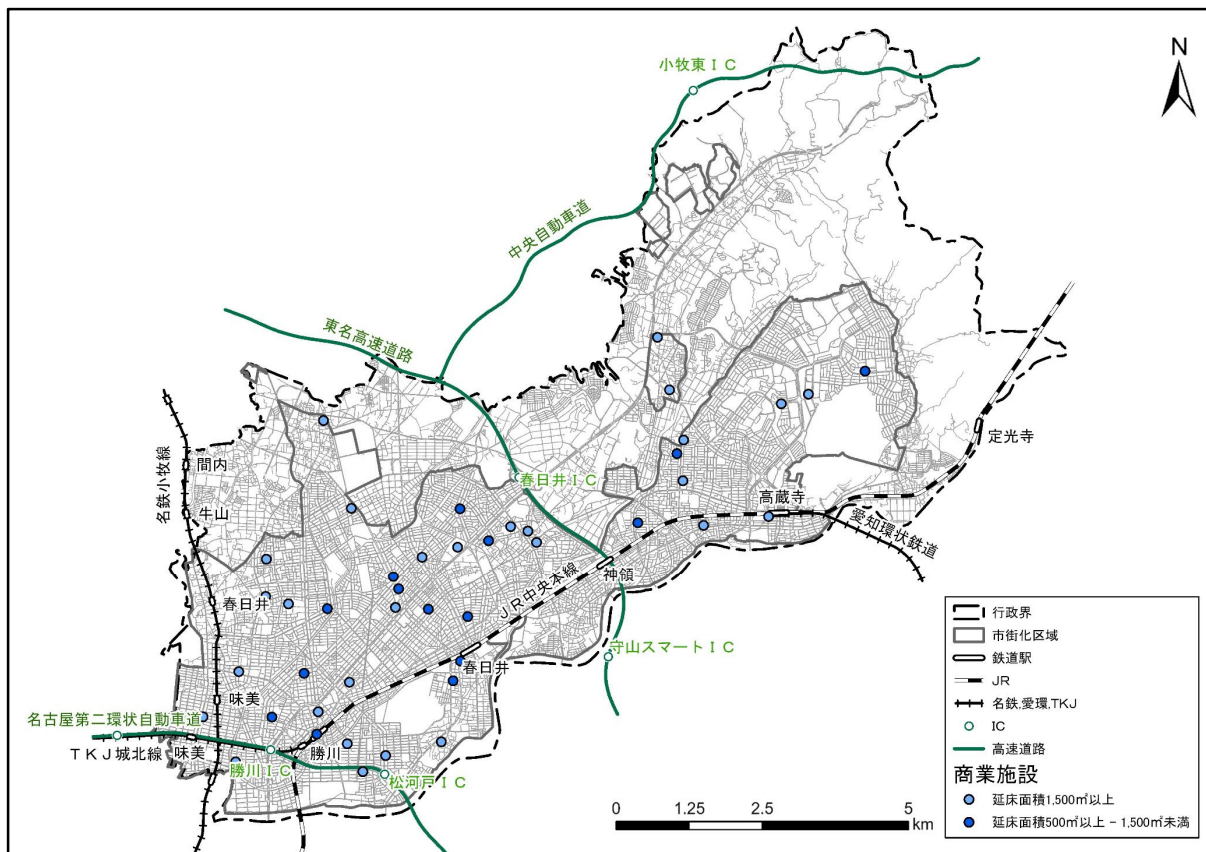 N
小牧東ＩＣ
中央自動車道
東名高速道路
名鉄小牧線
間内
牛山
春日井ＩＣ
定光寺
高蔵寺
愛知環状鉄道
神領
ＪＲ中央本線
春日井
守山スマートＩＣ
春日井
味美
名古屋第二環状自動車道
ＴＫＪ城北線
味美
勝川
勝川ＩＣ
松河戸ＩＣ
行政界
市街化区域
鉄道駅
JR
名鉄,愛環,TKJ
IC
高速道路
商業施設
延床面積1,500㎡以上
延床面積500㎡以上 - 1,500㎡未満
0 1.25 2.5 5
km